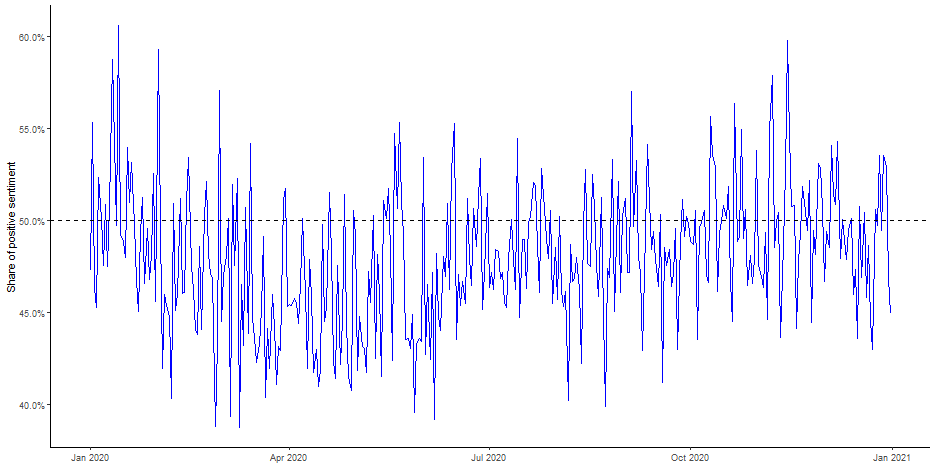 Share of positive sentiment
60.0%
55.0%
50.0%
45.0%
40.0%
Jan 2020
Apr 2020
Jul 2020
Oct 2020
Jan 2021